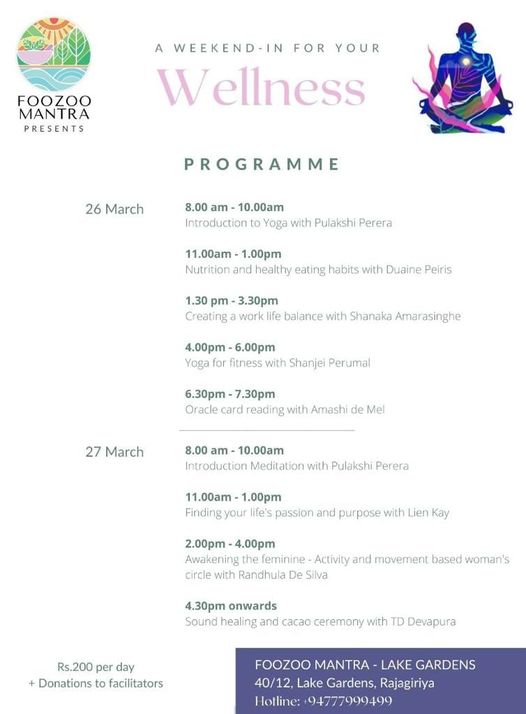 FOOZOO
MANTRA
PRESENTS
A WEEKEND-IN FOR YOUR
Wellness
PROGRAMME
26 March
8.00 am - 10.00am
Introduction to Yoga with Pulakshi Perera
11.00am - 1.00pm
Nutrition and healthy eating habits with Duaine Peiris
1.30 pm - 3.30pm
Creating a work life balance with Shanaka Amarasinghe
4.00pm - 6.00pm
Yoga for fitness with Shanjei Perumal
6.30pm - 7.30pm
Oracle card reading with Amashi de Mel
27 March
8.00 am - 10.00am
Introduction Meditation with Pulakshi Perera
11.00am - 1.00pm
Finding your life's passion and purpose with Lien Kay
2.00pm - 4.00pm
Awakening the feminine - Activity and movement based woman's
circle with Randhula De Silva
4.30pm onwards
Sound healing and cacao ceremony with TD Devapura
Rs.200 per day
+ Donations to facilitators
FOOZOO MANTRA - LAKE GARDENS
40/12, Lake Gardens, Rajagiriya
Hotline: +94777999499